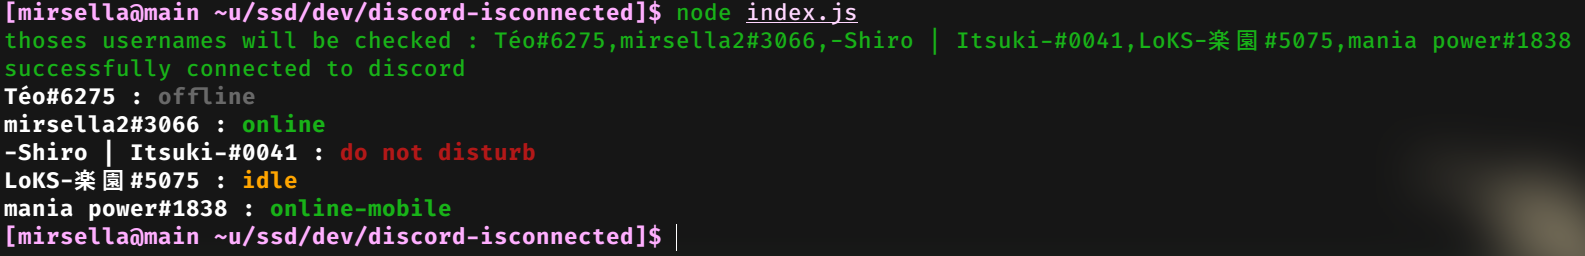 [mirsella@main ~u/ssd/dev/discord-isconnected]$ node index.js
thoses usernames will be checked : Téo#6275,mirsella2#3066,-Shiro | Itsuki-#0041,LoKS-楽園#5075,mania power#1838
successfully connected to discord
Téo#6275 : offline
mirsella2#3066 : online
-Shiro | Itsuki-#0041 : do not disturb
LoKS-楽園#5075 : idle
mania power#1838 : online-mobile
[mirsella@main ~u/ssd/dev/discord-isconnected]$